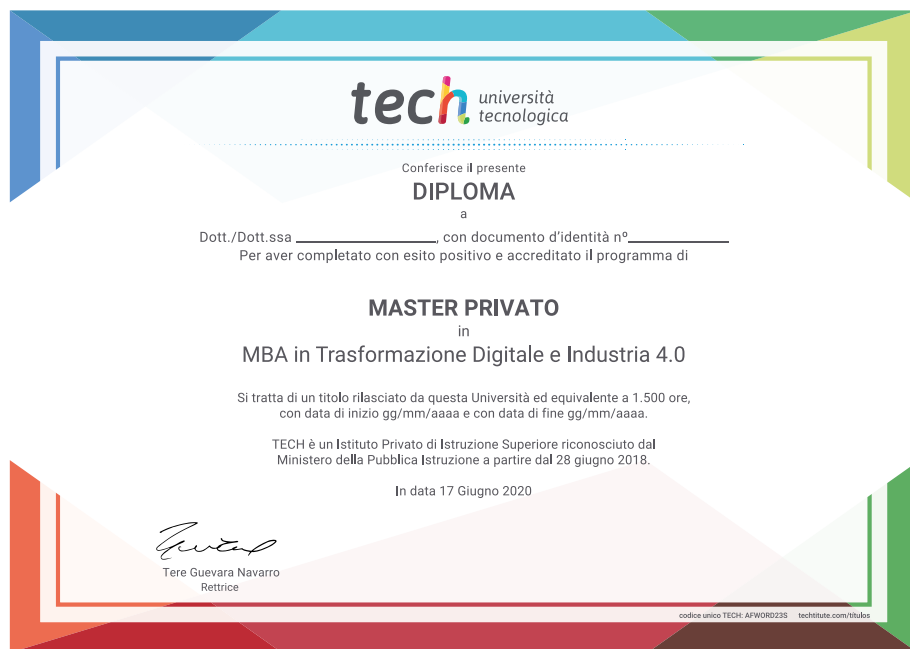 tech università
tecnologica
Conferisce il presente
DIPLOMA
a
Dott./Dott.ssa ________________, con documento d'identità nº____________
Per aver completato con esito positivo e accreditato il programma di
MASTER PRIVATO
in
MBA in Trasformazione Digitale e Industria 4.0
Si tratta di un titolo rilasciato da questa Università ed equivalente a 1.500 ore,
con data di inizio gg/mm/aaaa e con data di fine gg/mm/aaaa.
TECH è un Istituto Privato di Istruzione Superiore riconosciuto dal
Ministero della Pubblica Istruzione a partire dal 28 giugno 2018.
In data 17 Giugno 2020
Tere Guevara Navarro
Rettrice
codice unico TECH: AFWORD23S techtitute.com/titulos